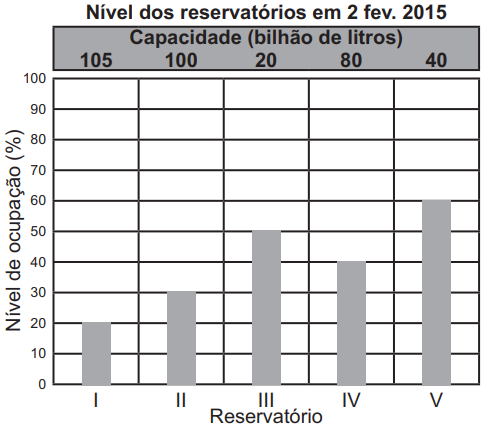 Nível dos reservatórios em 2 fev. 2015
Capacidade (bilhão de litros)
105 100 20 80 40
Nível de ocupação (%)
100
90
80
70
60
50
40
30
20
10
0
I II III IV V
Reservatório